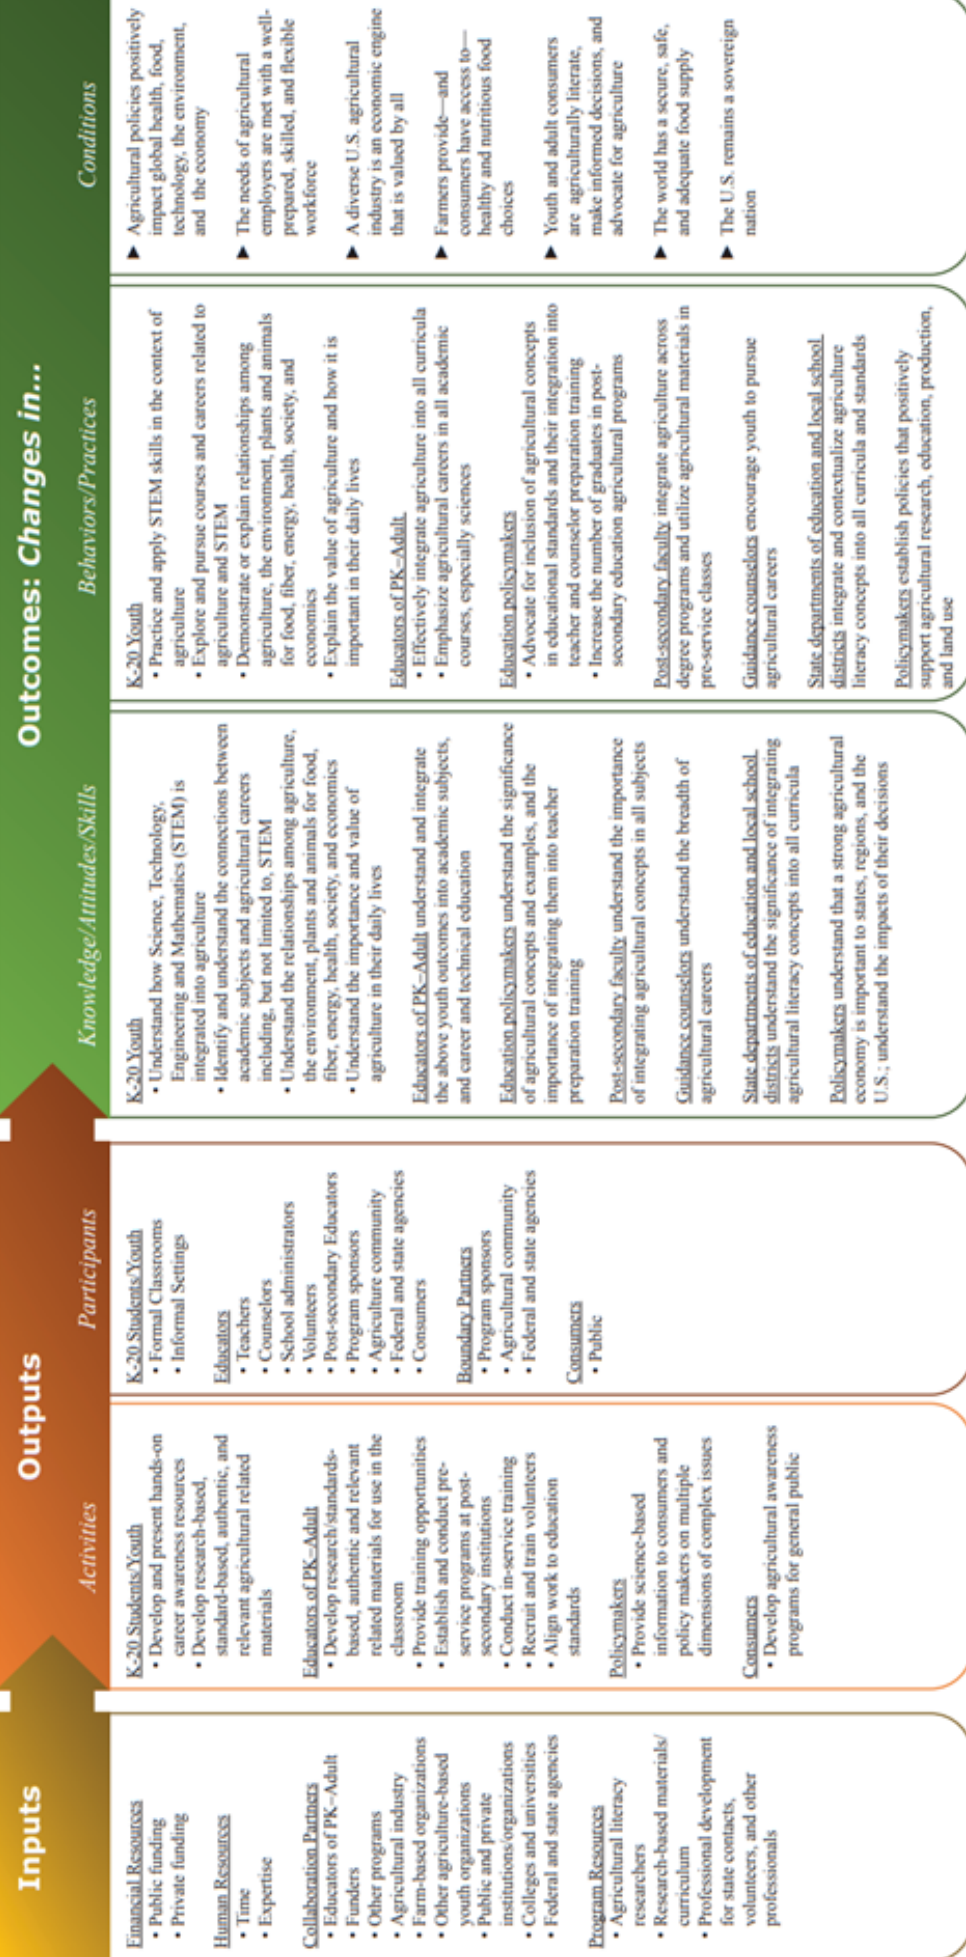 Inputs
Financial Resources
• Public funding
• Private funding
Human Resources
• Time
• Expertise
Collaboration Partners
• Educators of PK–Adult
• Funders
• Other programs
• Agricultural industry
• Farm-based organizations
• Other agriculture-based
youth organizations
• Public and private
institutions/organizations
• Colleges and universities
• Federal and state agencies
Program Resources
• Agricultural literacy
researchers
• Research-based materials/
curriculum
• Professional development
for state contacts,
volunteers, and other
professionals
Outputs
Activities
K-20 Students/Youth
• Develop and present hands-on
career awareness resources
• Develop research-based,
standard-based, authentic, and
relevant agricultural related
materials
Educators of PK–Adult
• Develop research/standards-
based, authentic and relevant
related materials for use in the
classroom
• Provide training opportunities
• Establish and conduct pre-
service programs at post-
secondary institutions
• Conduct in-service training
• Recruit and train volunteers
• Align work to education
standards
Policymakers
• Provide science-based
information to consumers and
policy makers on multiple
dimensions of complex issues
Consumers
• Develop agricultural awareness
programs for general public
Participants
K-20 Students/Youth
• Formal Classrooms
• Informal Settings
Educators
• Teachers
• Counselors
• School administrators
• Volunteers
• Post-secondary Educators
• Program sponsors
• Agriculture community
• Federal and state agencies
• Consumers
Boundary Partners
• Program sponsors
• Agricultural community
• Federal and state agencies
Consumers
• Public
Outcomes: Changes in...
Knowledge/Attitudes/Skills
K-20 Youth
• Understand how Science, Technology,
Engineering and Mathematics (STEM) is
integrated into agriculture
• Identify and understand the connections between
academic subjects and agricultural careers
including, but not limited to, STEM
• Understand the relationships among agriculture,
the environment, plants and animals for food,
fiber, energy, health, society, and economics
• Understand the importance and value of
agriculture in their daily lives
Educators of PK–Adult understand and integrate
the above youth outcomes into academic subjects,
and career and technical education
Education policymakers understand the significance
of agricultural concepts and examples, and the
importance of integrating them into teacher
preparation training
Post-secondary faculty understand the importance
of integrating agricultural concepts in all subjects
Guidance counselors understand the breadth of
agricultural careers
State departments of education and local school
districts understand the significance of integrating
agricultural literacy concepts into all curricula
Policymakers understand that a strong agricultural
economy is important to states, regions, and the
U.S.; understand the impacts of their decisions
Behaviors/Practices
K-20 Youth
• Practice and apply STEM skills in the context of
agriculture
• Explore and pursue courses and careers related to
agriculture and STEM
• Demonstrate or explain relationships among
agriculture, the environment, plants and animals
for food, fiber, energy, health, society, and
economics
• Explain the value of agriculture and how it is
important in their daily lives
Educators of PK–Adult
• Effectively integrate agriculture into all curricula
• Emphasize agricultural careers in all academic
courses, especially sciences
Education policymakers
• Advocate for inclusion of agricultural concepts
in educational standards and their integration into
teacher and counselor preparation training
• Increase the number of graduates in post-
secondary education agricultural programs
Post-secondary faculty integrate agriculture across
degree programs and utilize agricultural materials in
pre-service classes
Guidance counselors encourage youth to pursue
agricultural careers
State departments of education and local school
districts integrate and contextualize agriculture
literacy concepts into all curricula and standards
Policymakers establish policies that positively
support agricultural research, education, production,
and land use
Conditions
► Agricultural policies positively
impact global health, food,
technology, the environment,
and the economy
► The needs of agricultural
employers are met with a well-
prepared, skilled, and flexible
workforce
► A diverse U.S. agricultural
industry is an economic engine
that is valued by all
► Farmers provide—and
consumers have access to—
healthy and nutritious food
choices
► Youth and adult consumers
are agriculturally literate,
make informed decisions, and
advocate for agriculture
► The world has a secure, safe,
and adequate food supply
► The U.S. remains a sovereign
nation